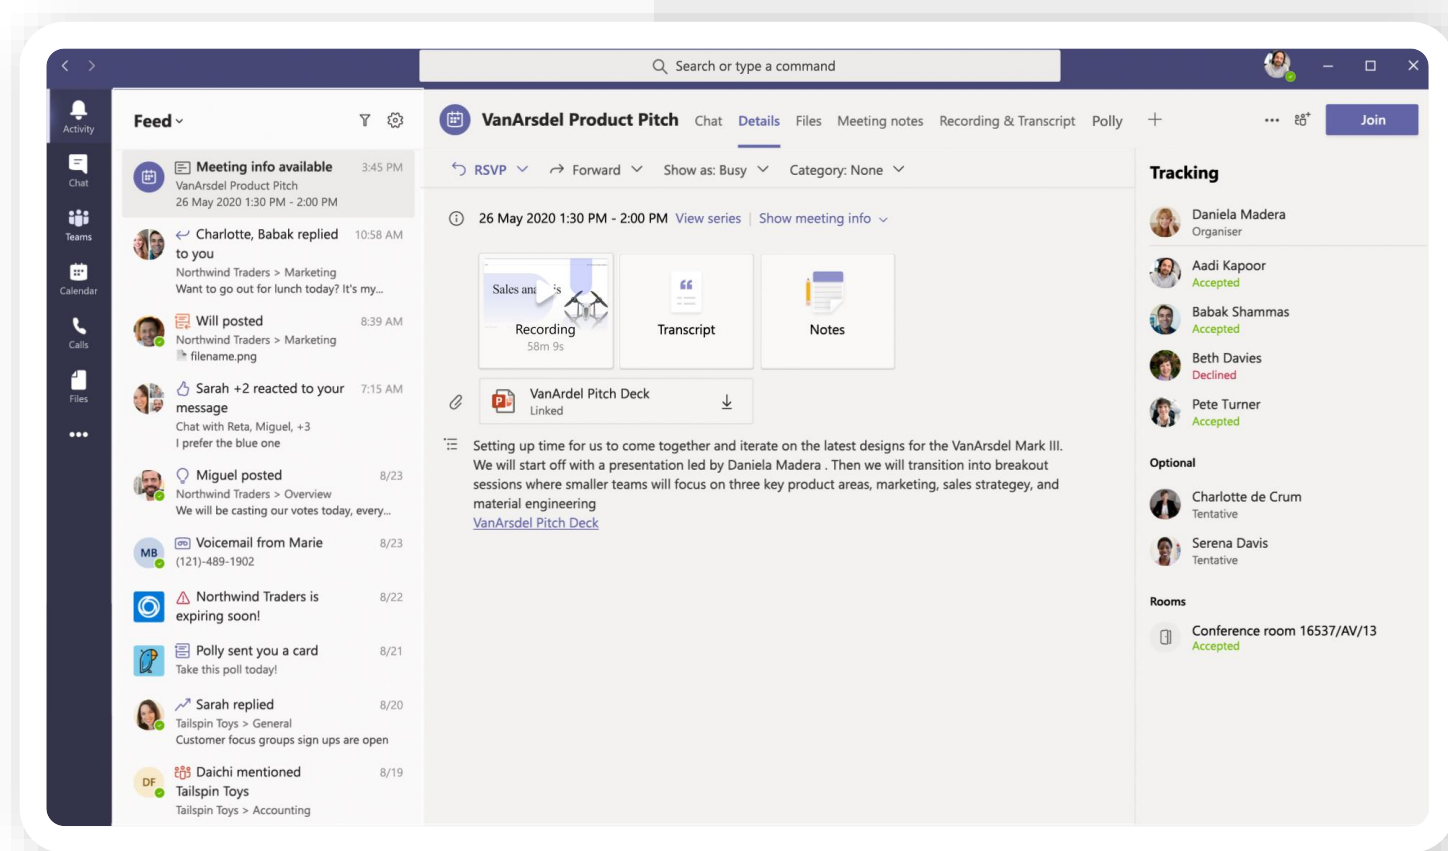 Search or type a command
Activity
Chat
Teams
Calendar
Calls
Files
Feed
Meeting info available 3:45 PM
VanArsdel Product Pitch
26 May 2020 1:30 PM - 2:00 PM
Charlotte, Babak replied 10:58 AM
to you
Northwind Traders > Marketing
Want to go out for lunch today? It's my...
Will posted 8:39 AM
Northwind Traders > Marketing
filename.png
Sarah +2 reacted to your 7:15 AM
message
Chat with Reta, Miguel, +3
I prefer the blue one
Miguel posted 8/23
Northwind Traders > Overview
We will be casting our votes today, every...
MB
Voicemail from Marie 8/23
(121)-489-1902
Northwind Traders is 8/22
expiring soon!
Polly sent you a card 8/21
Take this poll today!
Sarah replied 8/20
Tailspin Toys > General
Customer focus groups sign ups are open
DF
Daichi mentioned 8/19
Tailspin Toys
Tailspin Toys > Accounting
VanArsdel Product Pitch Chat Details Files Meeting notes Recording & Transcript Polly
Join
RSVP Forward Show as: Busy Category: None
26 May 2020 1:30 PM - 2:00 PM View series | Show meeting info
Sales
Recording
58m 9s
Transcript
Notes
VanArdel Pitch Deck
Linked
Setting up time for us to come together and iterate on the latest designs for the VanArsdel Mark III.
We will start off with a presentation led by Daniela Madera . Then we will transition into breakout
sessions where smaller teams will focus on three key product areas, marketing, sales strategey, and
material engineering
VanArsdel Pitch Deck
Tracking
Daniela Madera
Organiser
Aadi Kapoor
Accepted
Babak Shammas
Accepted
Beth Davies
Declined
Pete Turner
Accepted
Optional
Charlotte de Crum
Tentative
Serena Davis
Tentative
Rooms
Conference room 16537/AV/13
Accepted